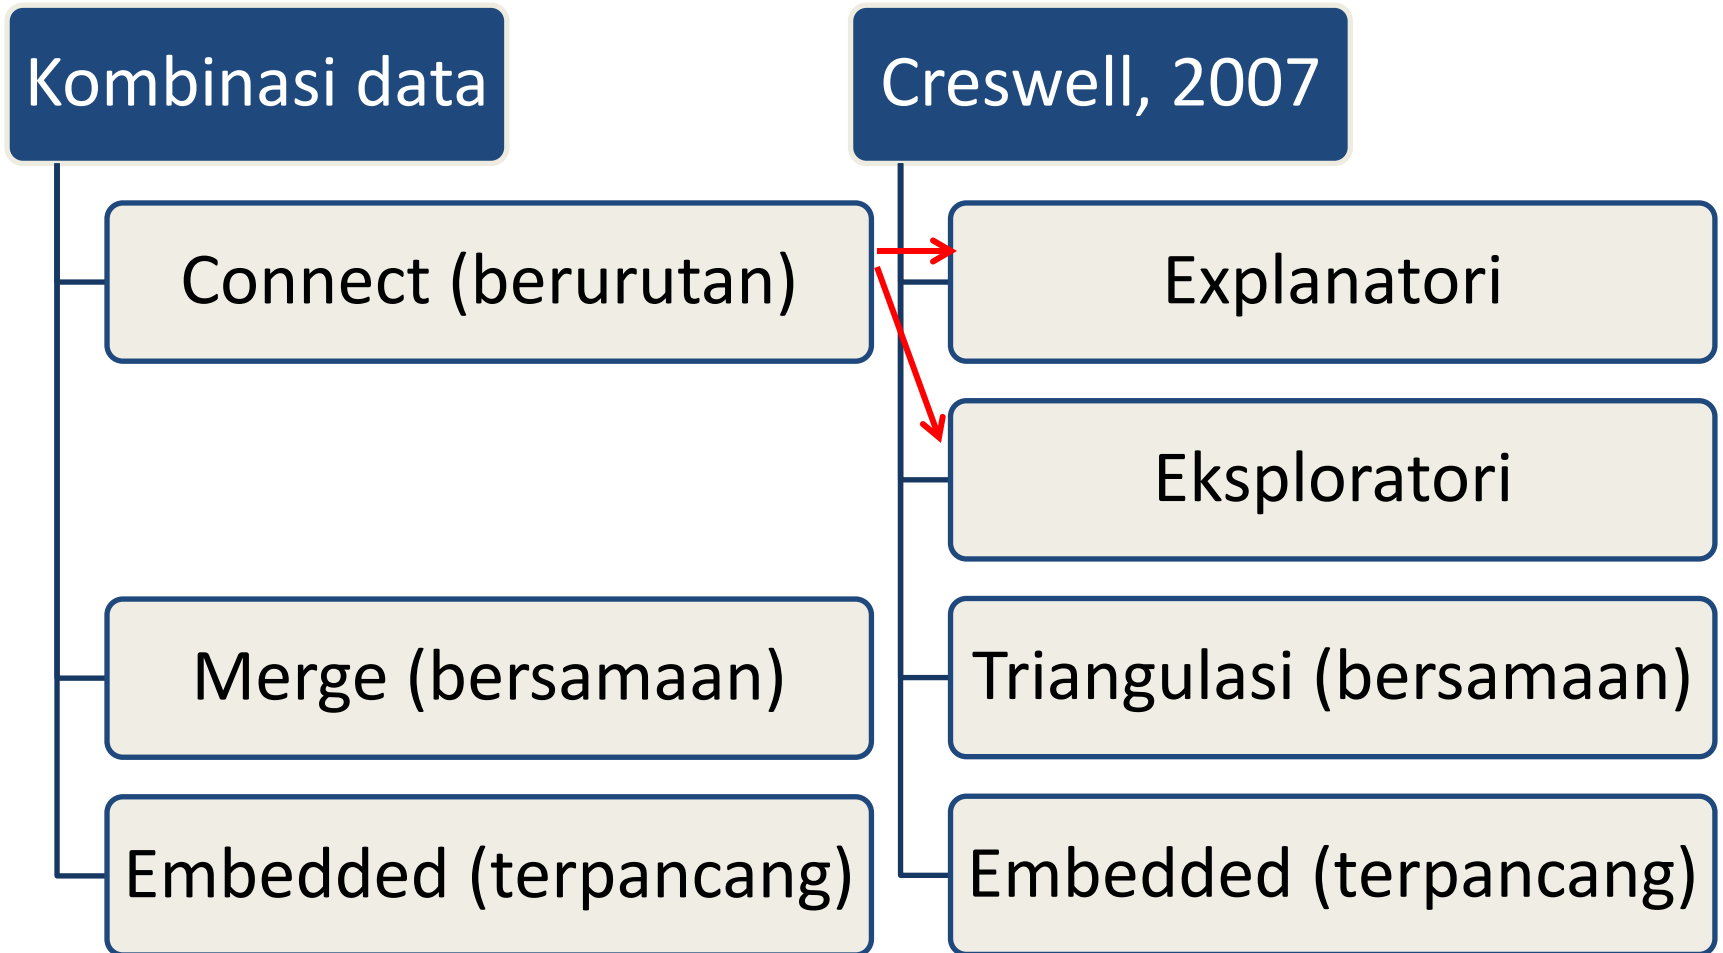 Kombinasi data
Connect (berurutan)
Merge (bersamaan)
Embedded (terpancang)
Creswell, 2007
Explanatori
Eksploratori
Triangulasi (bersamaan)
Embedded (terpancang)